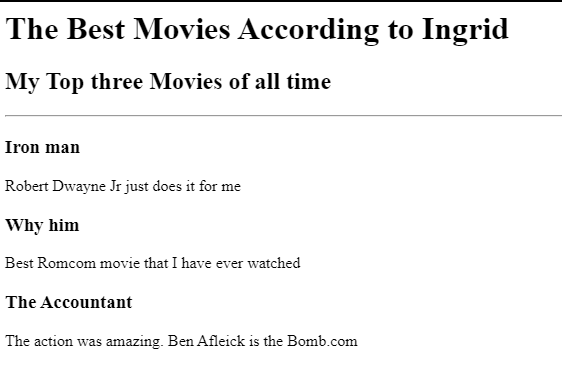 The Best Movies According to Ingrid
My Top three Movies of all time
Iron man
Robert Dwayne Jr just does it for me
Why him
Best Romcom movie that I have ever watched
The Accountant
The action was amazing. Ben Afleick is the Bomb.com